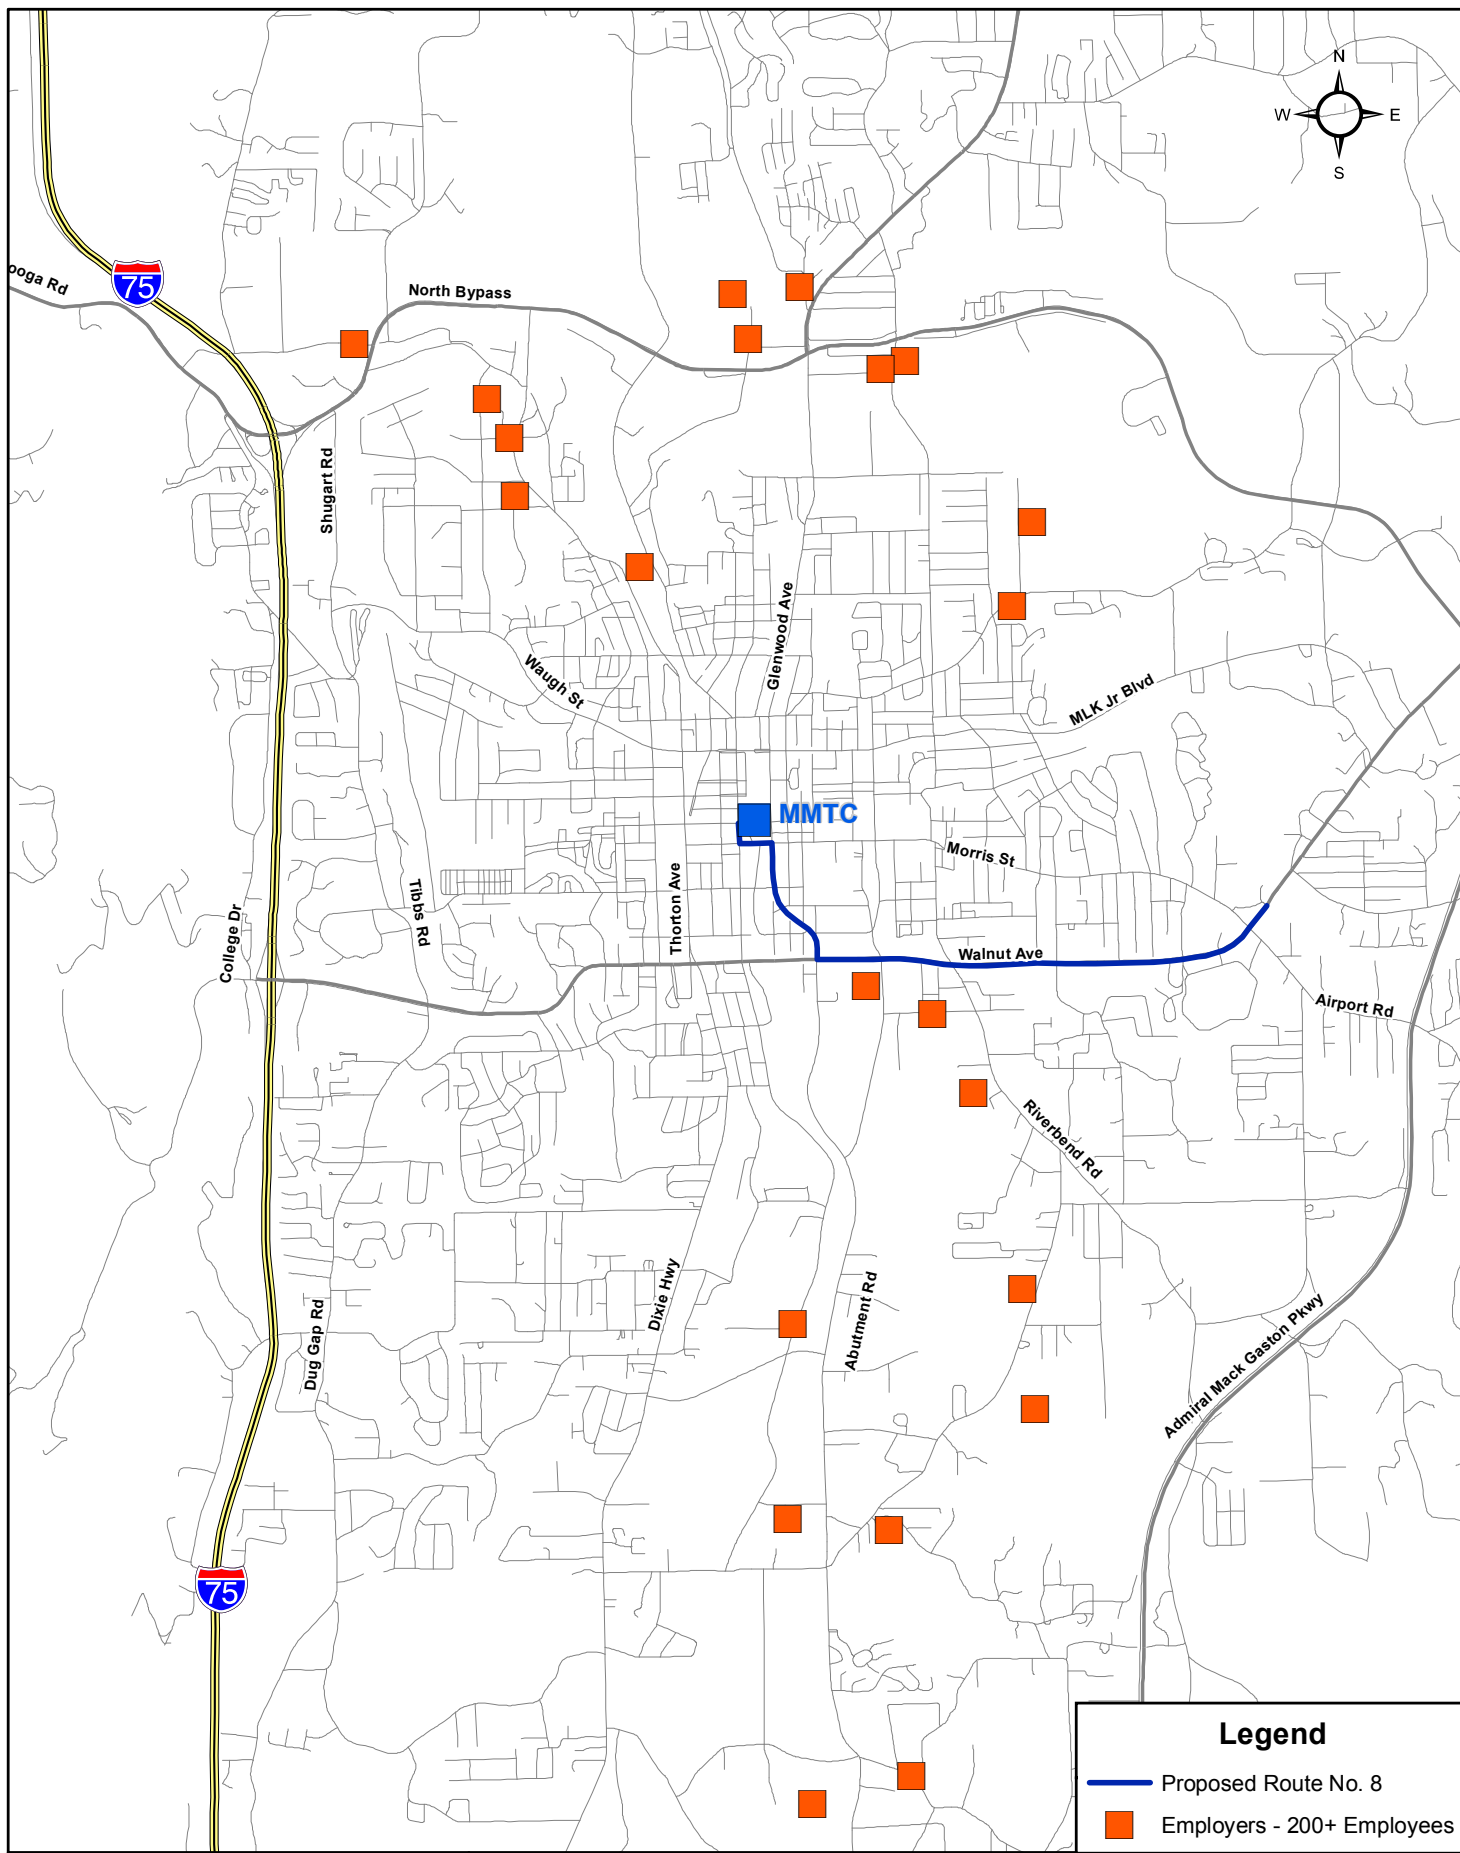 N
W E
S
ooga Rd
75
North Bypass
Shugart Rd
Glenwood Ave
Waugh St
MLK Jr Blvd
MMTC
Morris St
Thorton Ave
Tibbs Rd
College Dr
Walnut Ave
Airport Rd
Riverbend Rd
Dixie Hwy
Abutment Rd
Dug Gap Rd
Admiral Mack Gaston Pkwy
75
Legend
Proposed Route No. 8
Employers - 200+ Employees